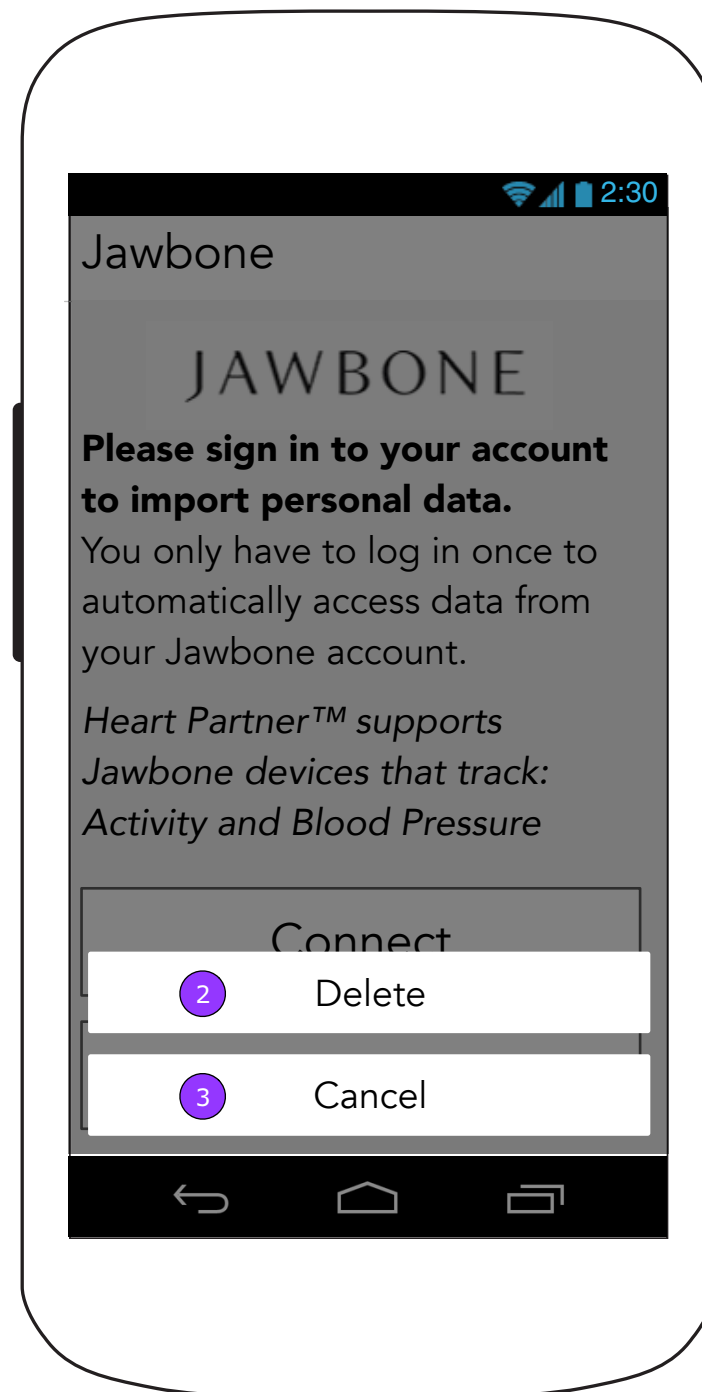 2:30
Jawbone
JAWBONE
Please sign in to your account
to import personal data.
You only have to log in once to
automatically access data from
your Jawbone account.
Heart Partner™ supports
Jawbone devices that track:
Activity and Blood Pressure
Connect
2 Delete
3 Cancel